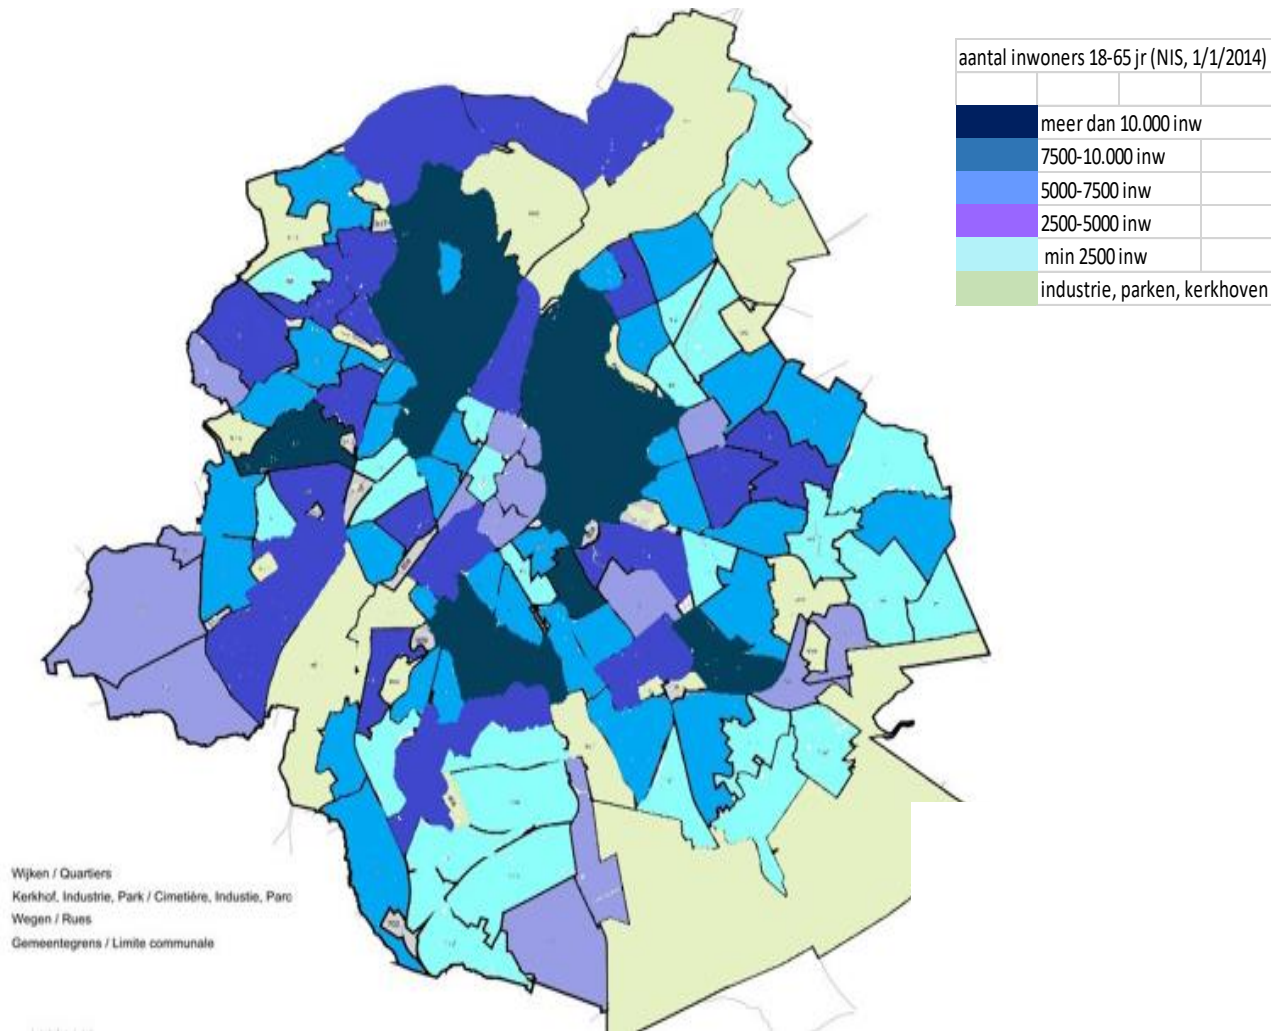 aantal inwoners 18-65 jr (NIS, 1/1/2014)
meer dan 10.000 inw
7500-10.000 inw
5000-7500 inw
2500-5000 inw
min 2500 inw
industrie, parken, kerkhoven
Wijken / Quartiers
Kerkhof, Industrie, Park / Cimetière, Industie, Parc
Wegen / Rues
Gemeentegrens / Limite communale